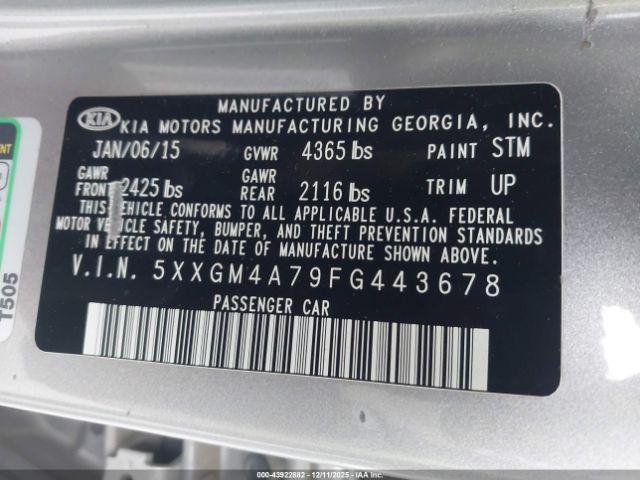 MANUFACTURED BY
KIA KIA MOTORS MANUFACTURING GEORGIA, INC.
JAN/06/15 GVWR 4365 lbs PAINT STM
GAWR FRONT 2425 lbs GAWR REAR 2116 lbs TRIM UP
THIS VEHICLE CONFORMS TO ALL APPLICABLE U.S.A. FEDERAL
MOTOR VEHICLE SAFETY, BUMPER, AND THEFT PREVENTION STANDARDS
IN EFFECT ON THE DATE OF MANUFACTURE SHOWN ABOVE.
V.I.N. 5XXGM4A79FG443678
PASSENGER CAR
T505
000-43922882 - 12/11/2025 - COPYRIGHT IAA, LLC